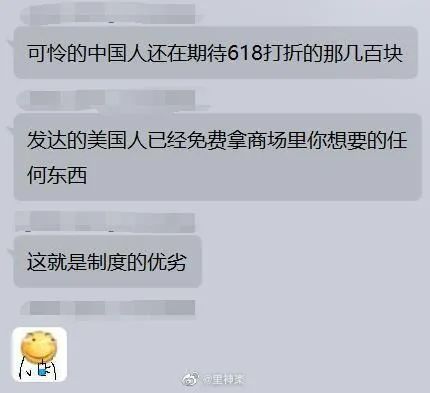 可怜的中国人还在期待618打折的那几百块
发达的美国人已经免费拿商场里你想要的任
何东西
这就是制度的优劣
@里神楽